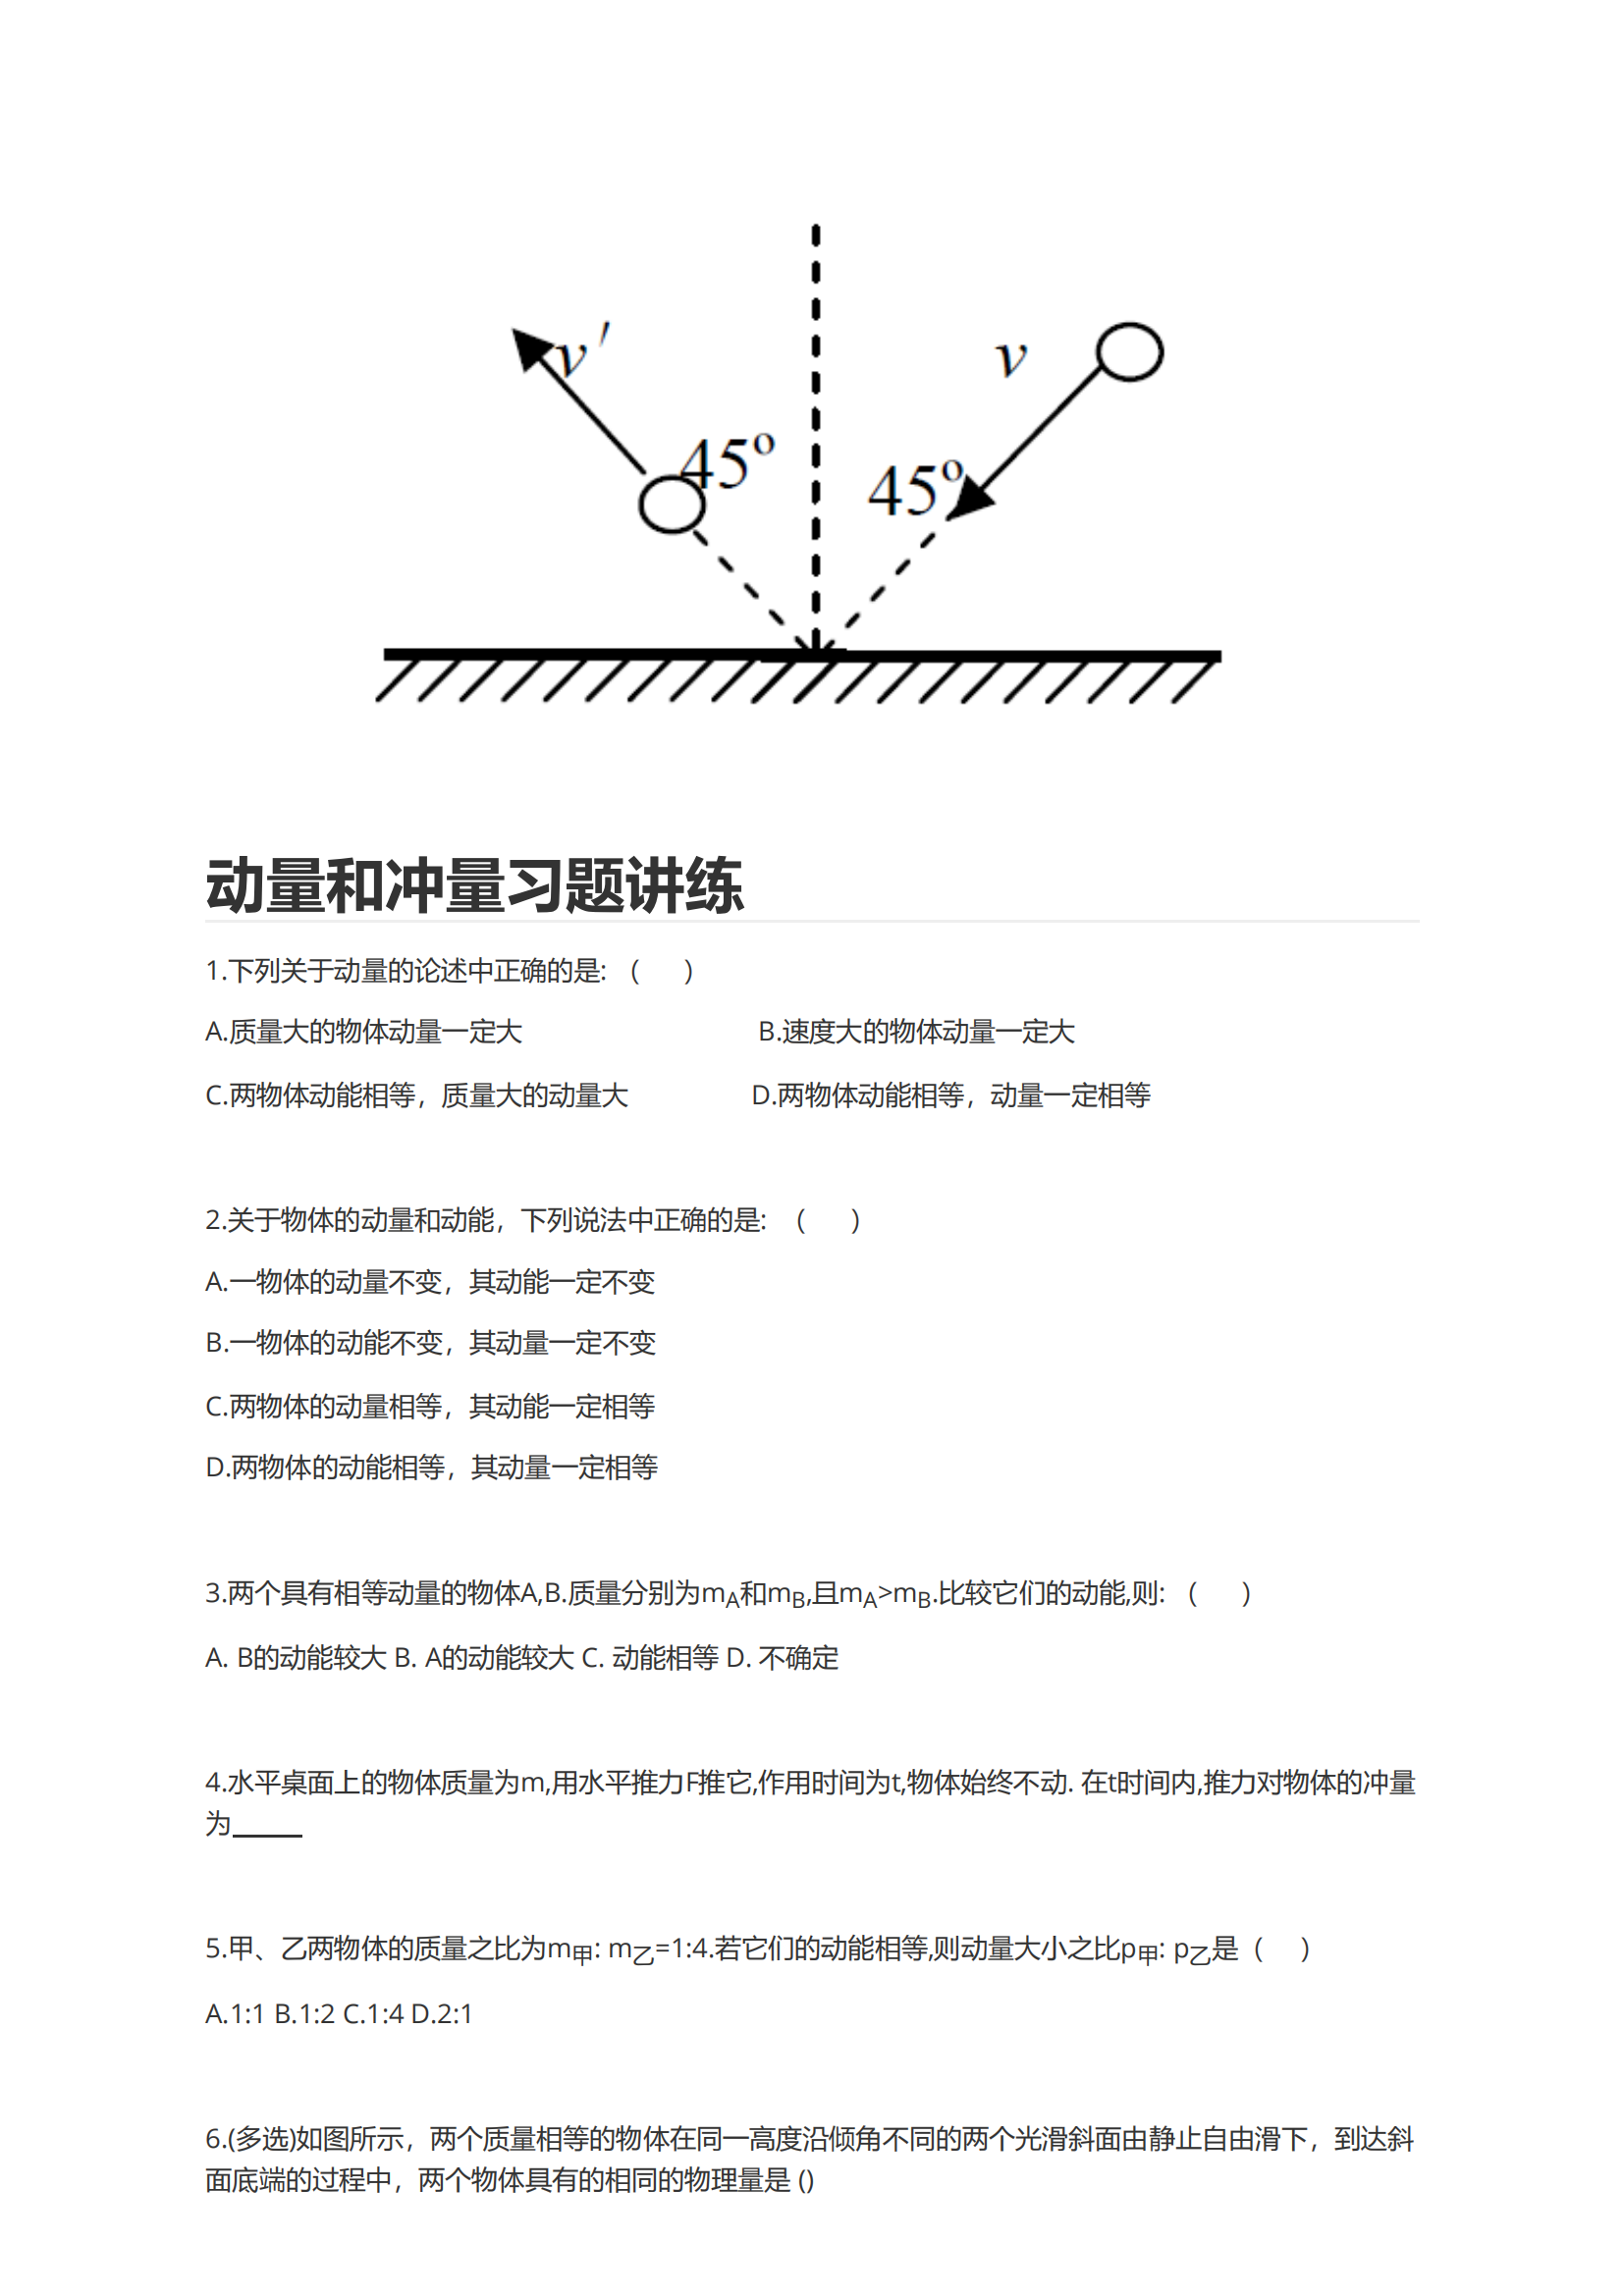 v′
v
45°
45°
动量和冲量习题讲练
1.下列关于动量的论述中正确的是：（ ）
A.质量大的物体动量一定大 B.速度大的物体动量一定大
C.两物体动能相等，质量大的动量大 D.两物体动能相等，动量一定相等
2.关于物体的动量和动能，下列说法中正确的是：（ ）
A.一物体的动量不变，其动能一定不变
B.一物体的动能不变，其动量一定不变
C.两物体的动量相等，其动能一定相等
D.两物体的动能相等，其动量一定相等
3.两个具有相等动量的物体A,B.质量分别为mA和mB,且mA>mB.比较它们的动能,则:（ ）
A. B的动能较大 B. A的动能较大 C. 动能相等 D. 不确定
4.水平桌面上的物体质量为m,用水平推力F推它,作用时间为t,物体始终不动. 在t时间内,推力对物体的冲量
为_____
5.甲、乙两物体的质量之比为m甲: m乙=1:4.若它们的动能相等,则动量大小之比p甲: p乙是（ ）
A.1:1 B.1:2 C.1:4 D.2:1
6.(多选)如图所示，两个质量相等的物体在同一高度沿倾角不同的两个光滑斜面由静止自由滑下，到达斜
面底端的过程中，两个物体具有的相同的物理量是 ()